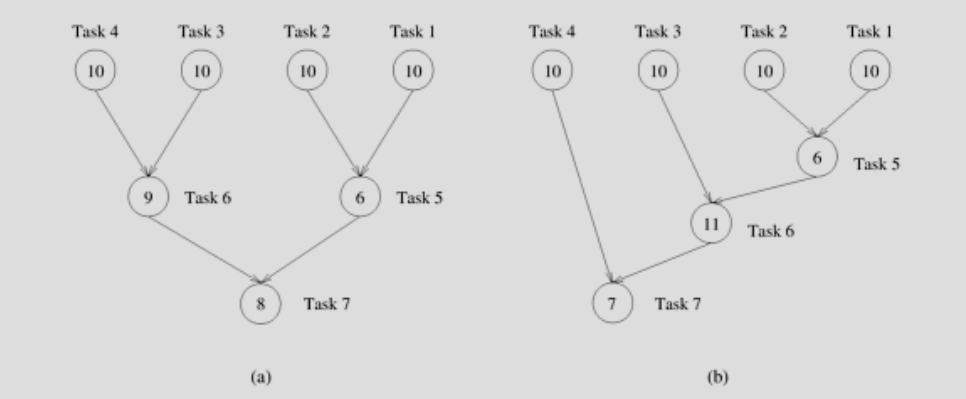 Task 4 Task 3 Task 2 Task 1 Task 4 Task 3 Task 2 Task 1
10 10 10 10 10 10 10 10
6 Task 5
9 Task 6 6 Task 5
11 Task 6
8 Task 7 7 Task 7
(a) (b)